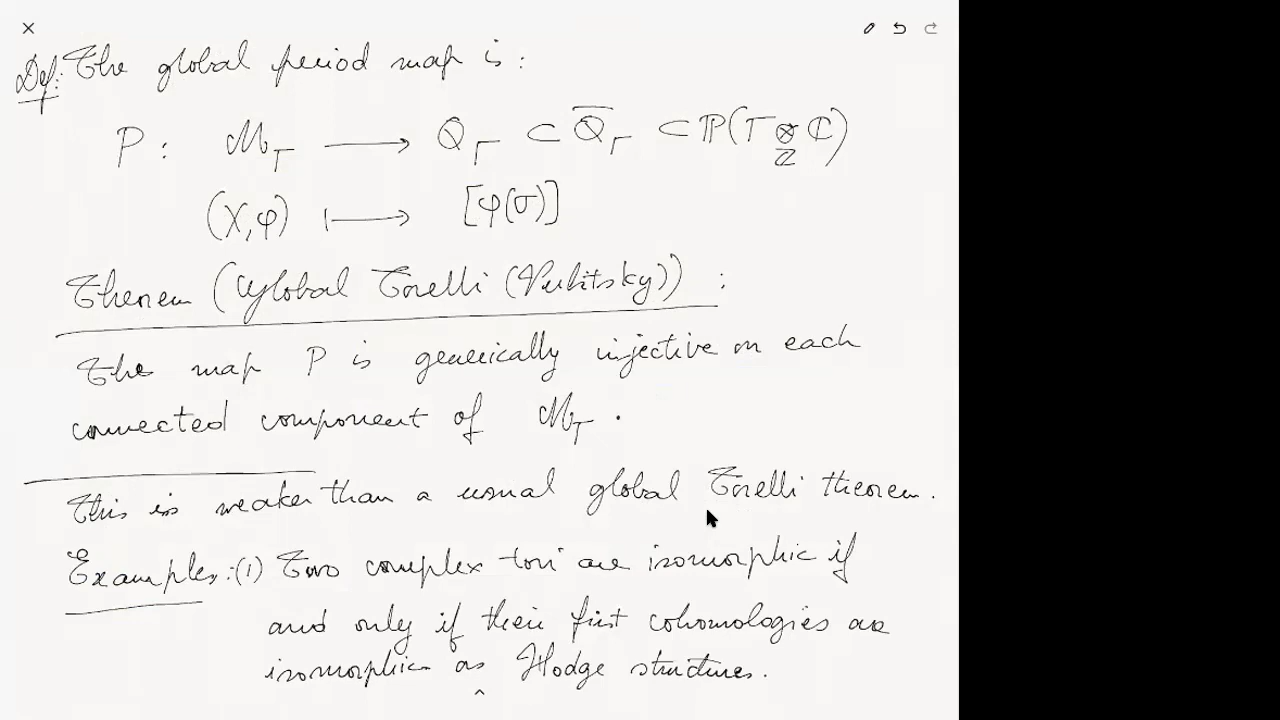 Def: The global period map is :
P : M_Γ ⟶ Q_Γ ⊂ \overline{Q}_Γ ⊂ ℙ(Γ ⊗_ℤ ℂ)
(X,φ) ⟼ [φ(σ)]
Theorem (Global Torelli (Verbitsky)) :
The map P is generically injective on each
connected component of M_Γ .
This is weaker than a usual global Torelli theorem.
Examples: (1) Two complex tori are isomorphic if
and only if their first cohomologies are
isomorphic as Hodge structures.